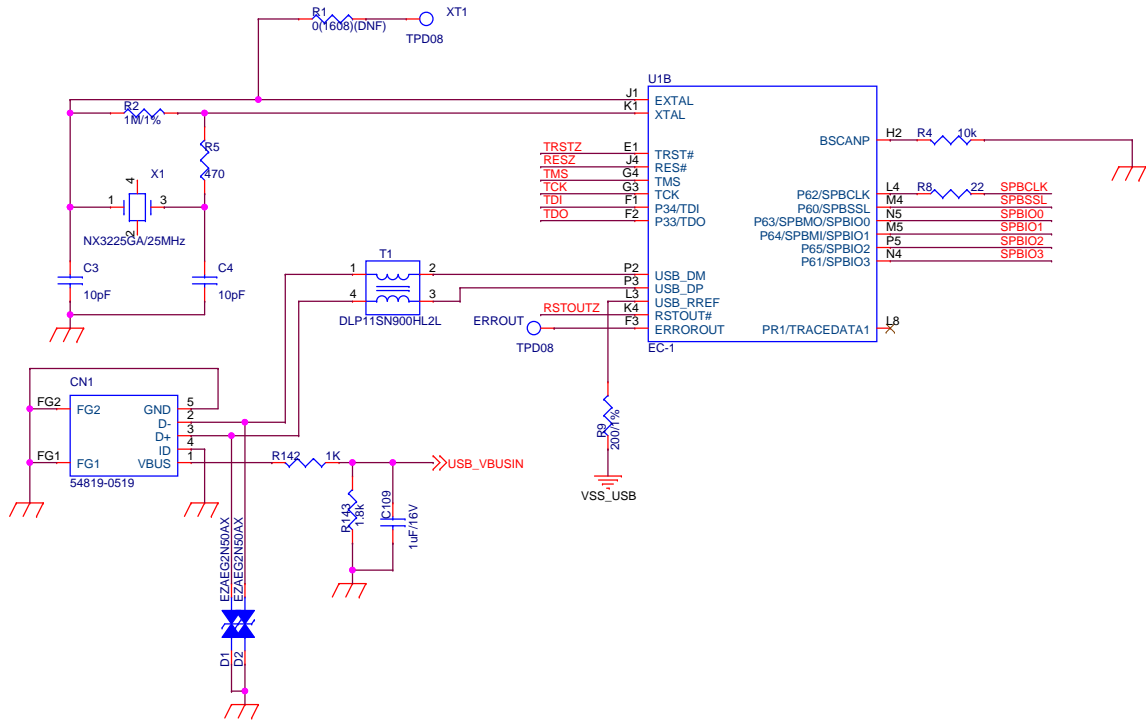 R1
0(1608)(DNF)
XT1
TPD08
U1B
J1 EXTAL
K1 XTAL
R2
1M/1%
R5
470
X1
4
1 3
2
NX3225GA/25MHz
C3
10pF
C4
10pF
TRSTZ E1 TRST#
RESZ J4 RES#
TMS G4 TMS
TCK G3 TCK
TDI F1 P34/TDI
TDO F2 P33/TDO
BSCANP H2 R4 10k
P62/SPBCLK L4 R8 22 SPBCLK
P60/SPBSSL M4 SPBSSL
P63/SPBMO/SPBIO0 N5 SPBIO0
P64/SPBMI/SPBIO1 M5 SPBIO1
P65/SPBIO2 P5 SPBIO2
P61/SPBIO3 N4 SPBIO3
T1
1 2
4 3
DLP11SN900HL2L
P2 USB_DM
P3 USB_DP
L3 USB_RREF
RSTOUTZ K4 RSTOUT#
ERROUT F3 ERROROUT
TPD08
PR1/TRACEDATA1 L8
EC-1
R9
200/1%
VSS_USB
CN1
FG2 FG2 GND 5
D- 2
D+ 3
ID 4
FG1 FG1 VBUS 1
54819-0519
R142 1K
USB_VBUSIN
R143
1.8k
C109
1uF/16V
EZAEG2N50AX
EZAEG2N50AX
D1
D2